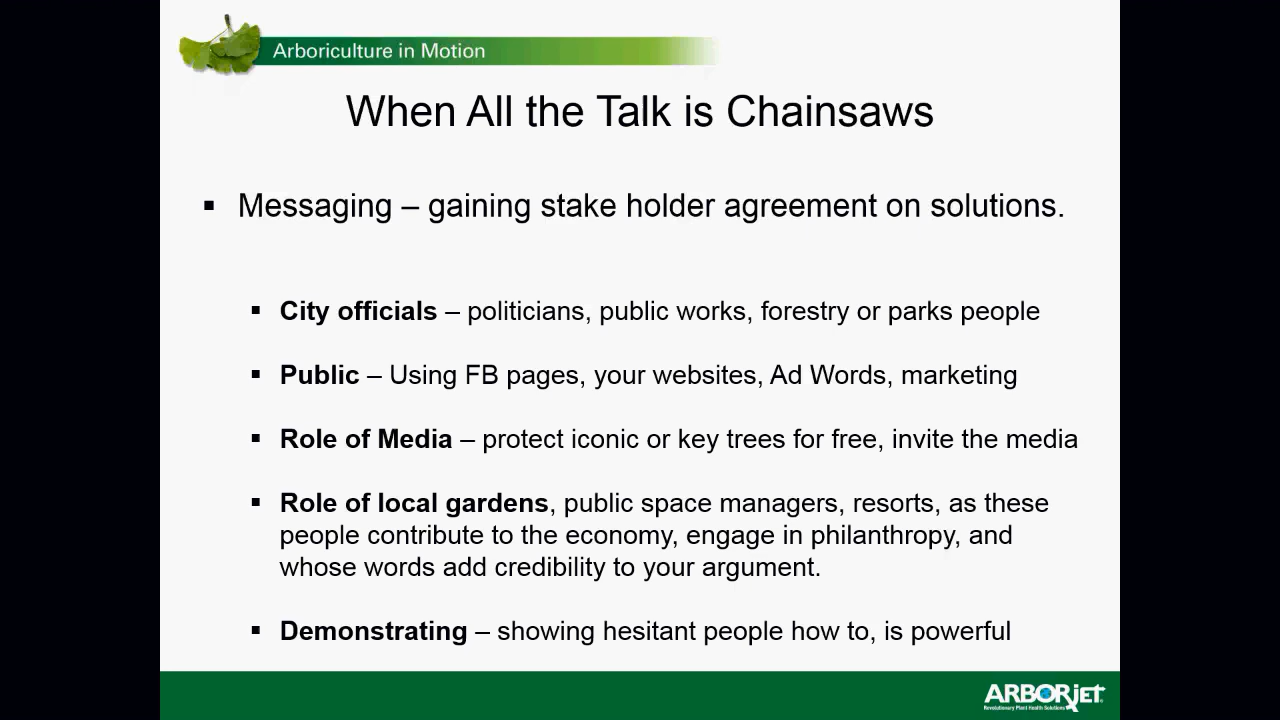 Arboriculture in Motion
When All the Talk is Chainsaws
▪ Messaging – gaining stake holder agreement on solutions.
▪ City officials – politicians, public works, forestry or parks people
▪ Public – Using FB pages, your websites, Ad Words, marketing
▪ Role of Media – protect iconic or key trees for free, invite the media
▪ Role of local gardens, public space managers, resorts, as these
people contribute to the economy, engage in philanthropy, and
whose words add credibility to your argument.
▪ Demonstrating – showing hesitant people how to, is powerful
ARBORjet
Revolutionary Plant Health Solutions